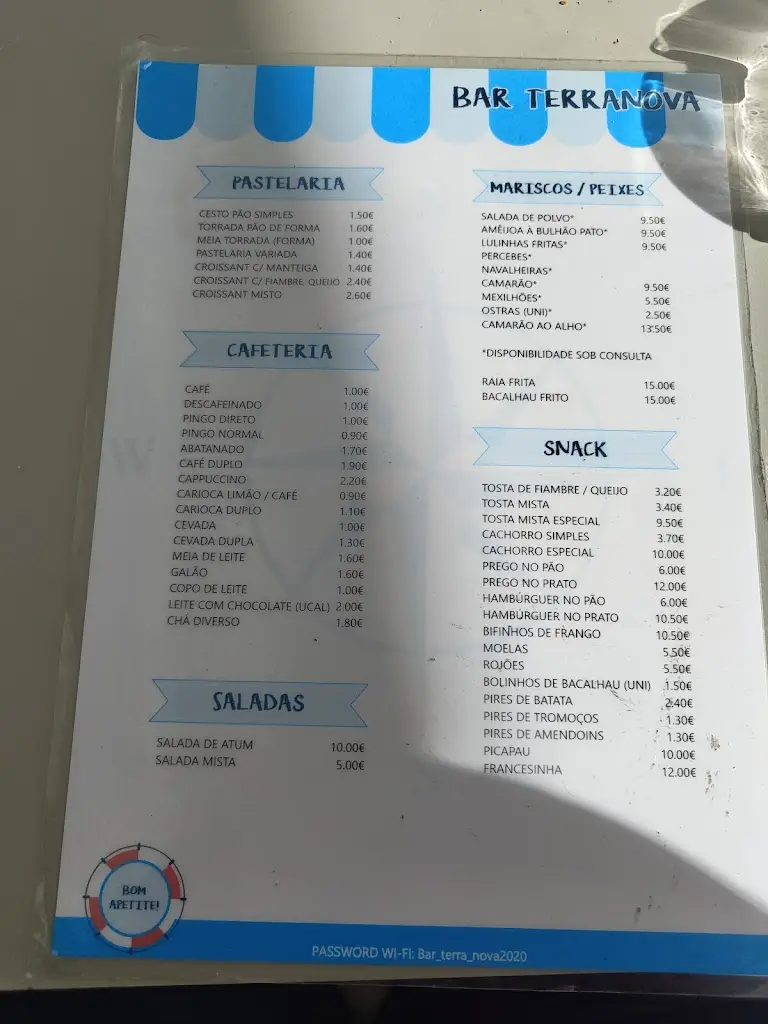 BAR TERRANOVA
PASTELARIA
CESTO PÃO SIMPLES 1.50€
TORRADA PÃO DE FORMA 1.60€
MEIA TORRADA (FORMA) 1.00€
PASTELARIA VARIADA 1.40€
CROISSANT C/ MANTEIGA 1.40€
CROISSANT C/ FIAMBRE, QUEIJO 2.40€
CROISSANT MISTO 2.60€
CAFETERIA
CAFÉ 1.00€
DESCAFEINADO 1.00€
PINGO DIRETO 1.00€
PINGO NORMAL 0.90€
ABATANADO 1.70€
CAFÉ DUPLO 1.90€
CAPPUCCINO 2.20€
CARIOCA LIMÃO / CAFÉ 0.90€
CARIOCA DUPLO 1.10€
CEVADA 1.00€
CEVADA DUPLA 1.30€
MEIA DE LEITE 1.60€
GALÃO 1.60€
COPO DE LEITE 1.00€
LEITE COM CHOCOLATE (UCAL) 2.00€
CHÁ DIVERSO 1.80€
SALADAS
SALADA DE ATUM 10.00€
SALADA MISTA 5.00€
MARISCOS / PEIXES
SALADA DE POLVO* 9.50€
AMÊIJOA À BULHÃO PATO* 9.50€
LULINHAS FRITAS* 9.50€
PERCEBES*
NAVALHEIRAS*
CAMARÃO* 9.50€
MEXILHÕES* 5.50€
OSTRAS (UNI)* 2.50€
CAMARÃO AO ALHO* 13.50€
*DISPONIBILIDADE SOB CONSULTA
RAIA FRITA 15.00€
BACALHAU FRITO 15.00€
SNACK
TOSTA DE FIAMBRE / QUEIJO 3.20€
TOSTA MISTA 3.40€
TOSTA MISTA ESPECIAL 9.50€
CACHORRO SIMPLES 3.70€
CACHORRO ESPECIAL 10.00€
PREGO NO PÃO 6.00€
PREGO NO PRATO 12.00€
HAMBÚRGUER NO PÃO 6.00€
HAMBÚRGUER NO PRATO 10.50€
BIFINHOS DE FRANGO 10.50€
MOELAS 5.50€
ROJÕES 5.50€
BOLINHOS DE BACALHAU (UNI) 1.50€
PIRES DE BATATA 2.40€
PIRES DE TROMOÇOS 1.30€
PIRES DE AMENDOINS 1.30€
PICAPAU 10.00€
FRANCESINHA 12.00€
BOM
APETITE!
PASSWORD WI-FI: Bar_terra_nova2020